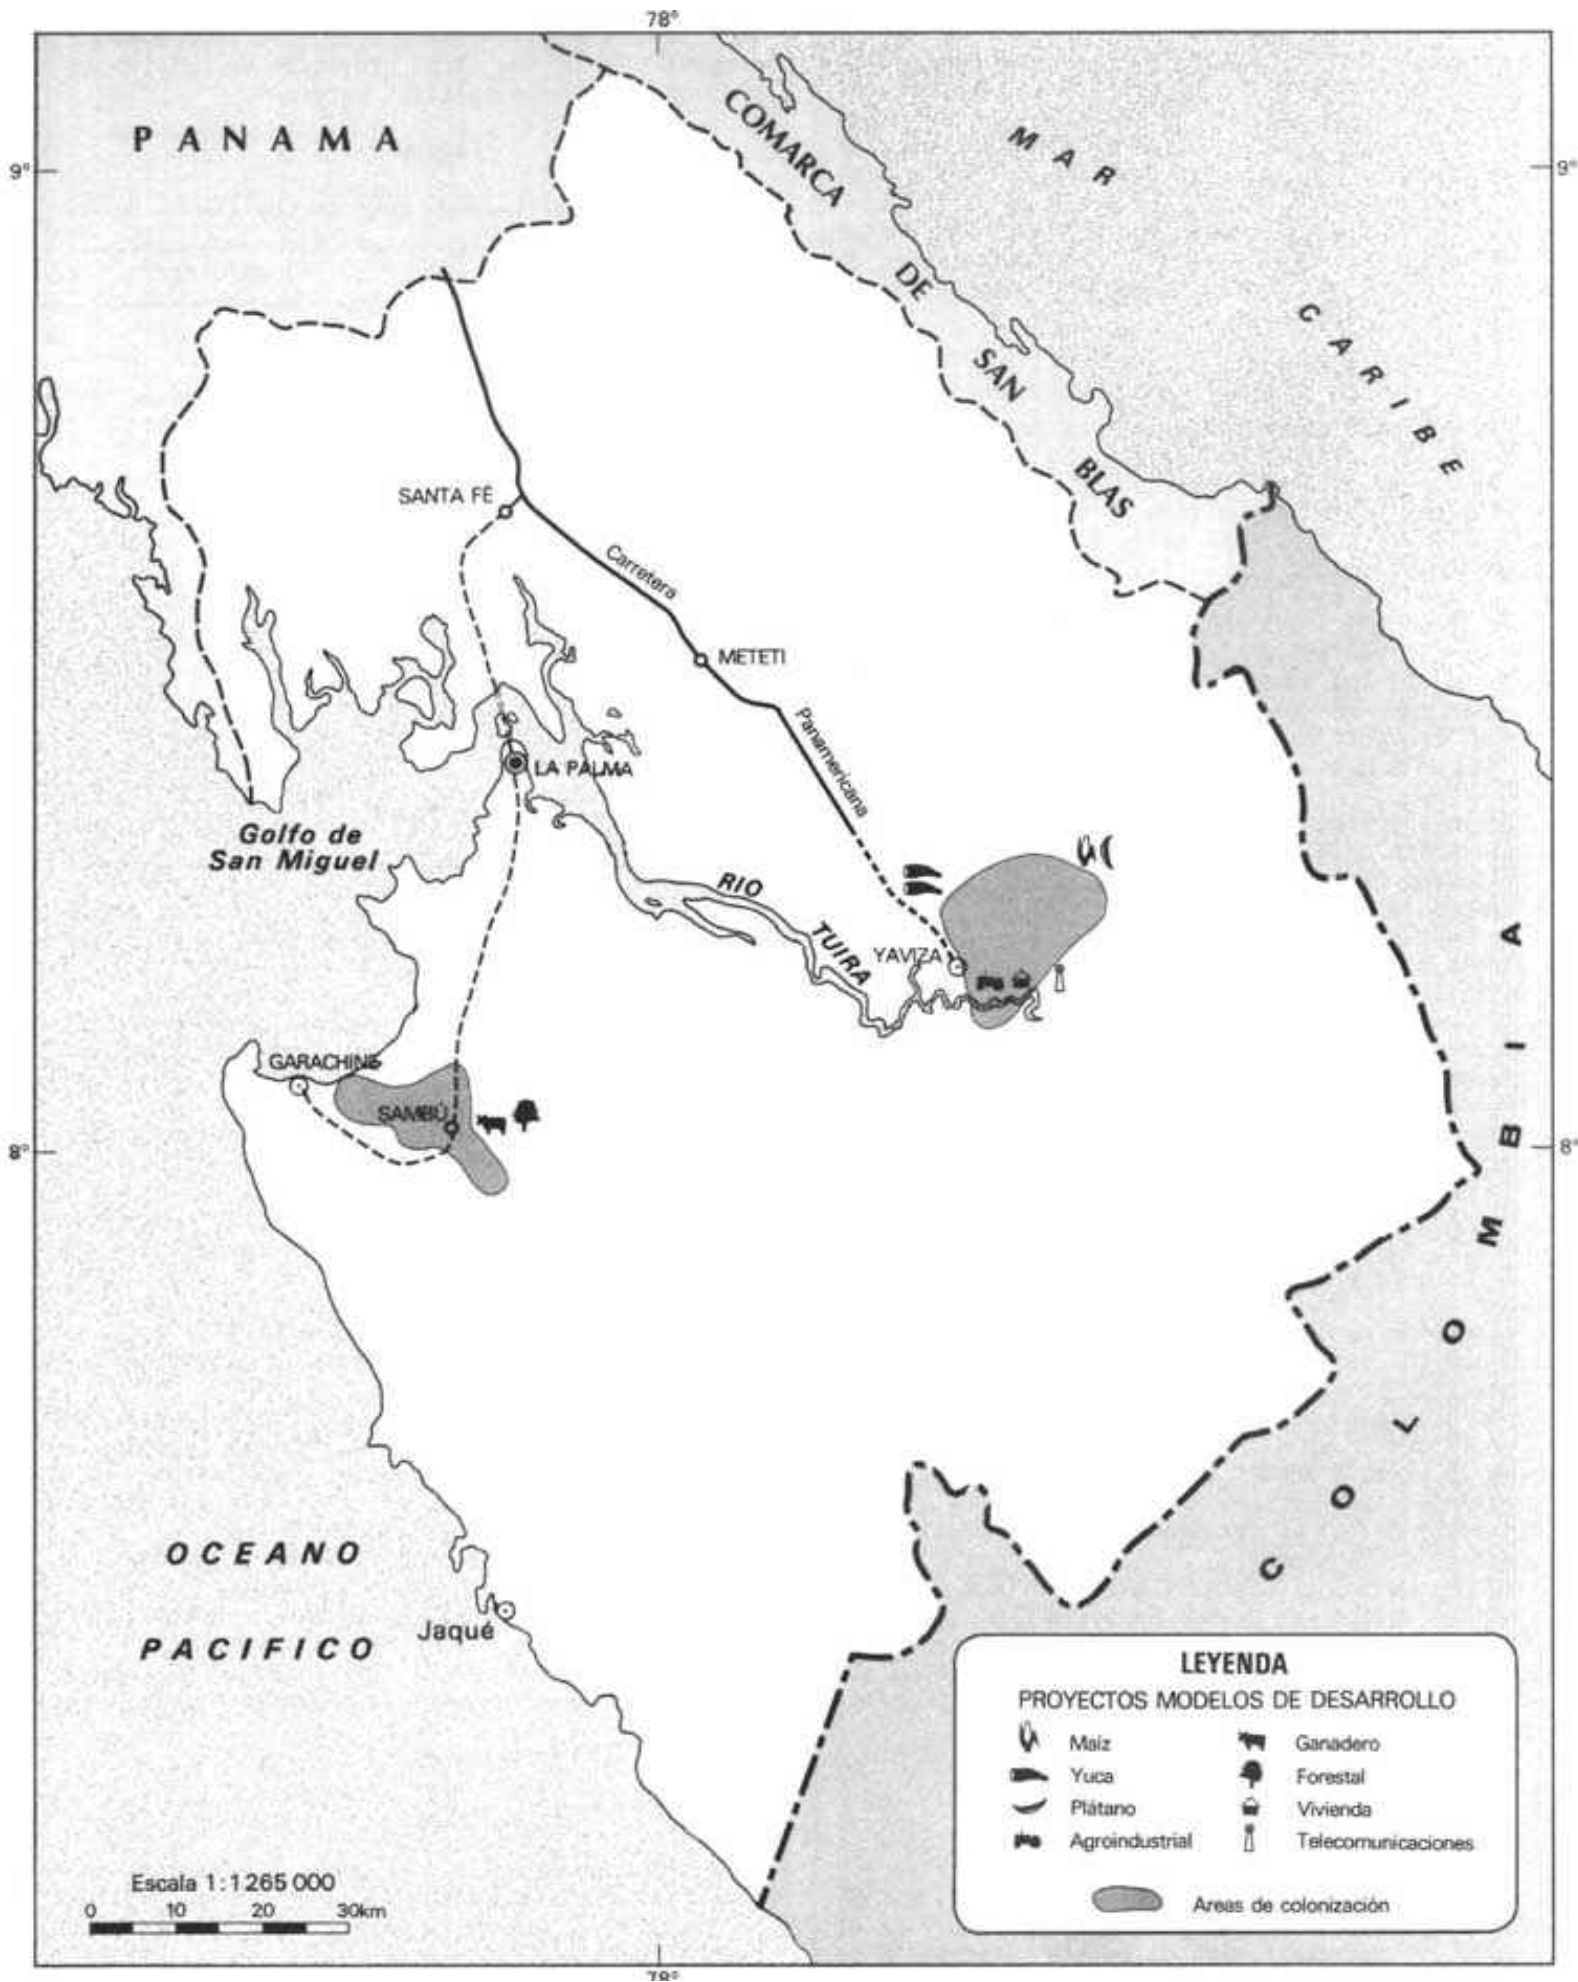 78°
PANAMA
COMARCA
DE
SAN
BLAS
MAR
CARIBE
9°
9°
SANTA FÉ
Carretera
METETI
Panamericana
LA PALMA
Golfo de
San Miguel
RIO
TUIRA
YAVIZA
GARACHINE
SAMBÚ
8°
8°
COLOMBIA
OCEANO
PACIFICO
Jaqué
LEYENDA
PROYECTOS MODELOS DE DESARROLLO
Maíz
Ganadero
Yuca
Forestal
Plátano
Vivienda
Agroindustrial
Telecomunicaciones
Areas de colonización
Escala 1:1 265 000
0 10 20 30km
78°